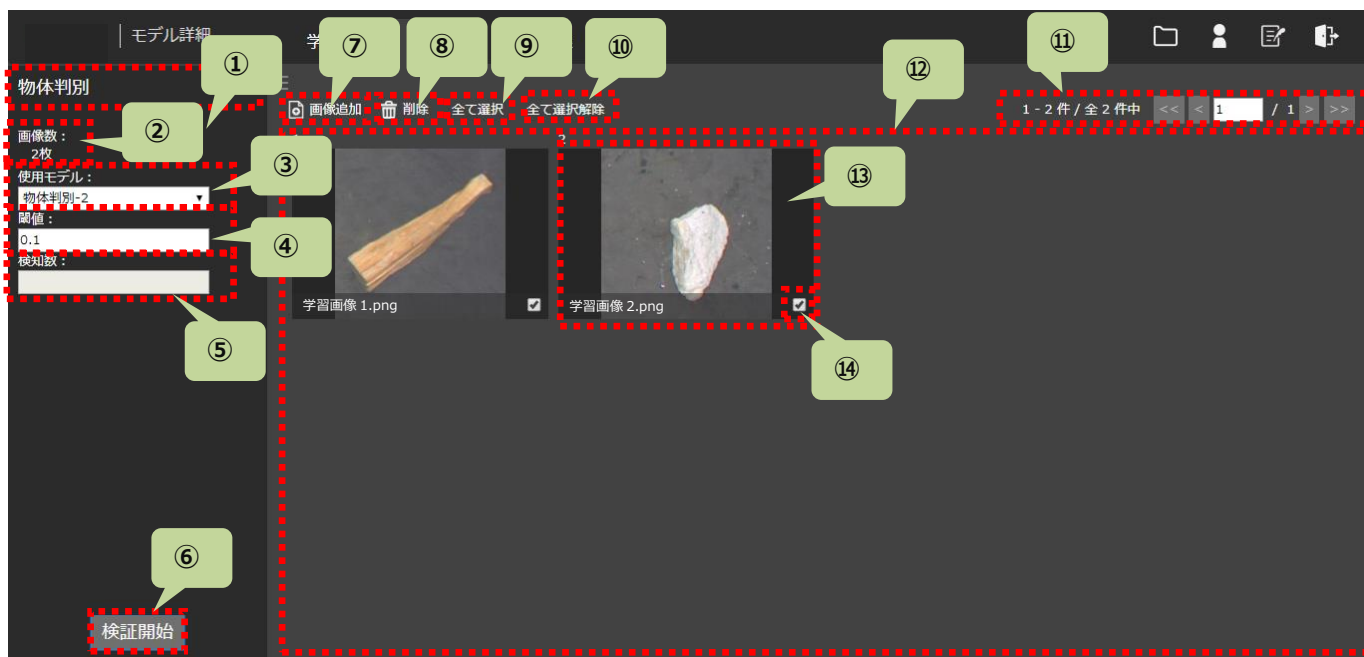 モデル詳細
学
⑦
⑧
⑨
⑩
⑪
①
⑫
物体判別
画像追加
削除
全て選択
全て選択解除
1 - 2 件 / 全 2 件中
<<
<
1
/ 1
>
>>
②
画像数：
2枚
2
③
使用モデル：
物体判別-2
⑬
閾値：
0.1
④
検知数：
学習画像 1.png
学習画像 2.png
⑤
⑭
⑥
検証開始